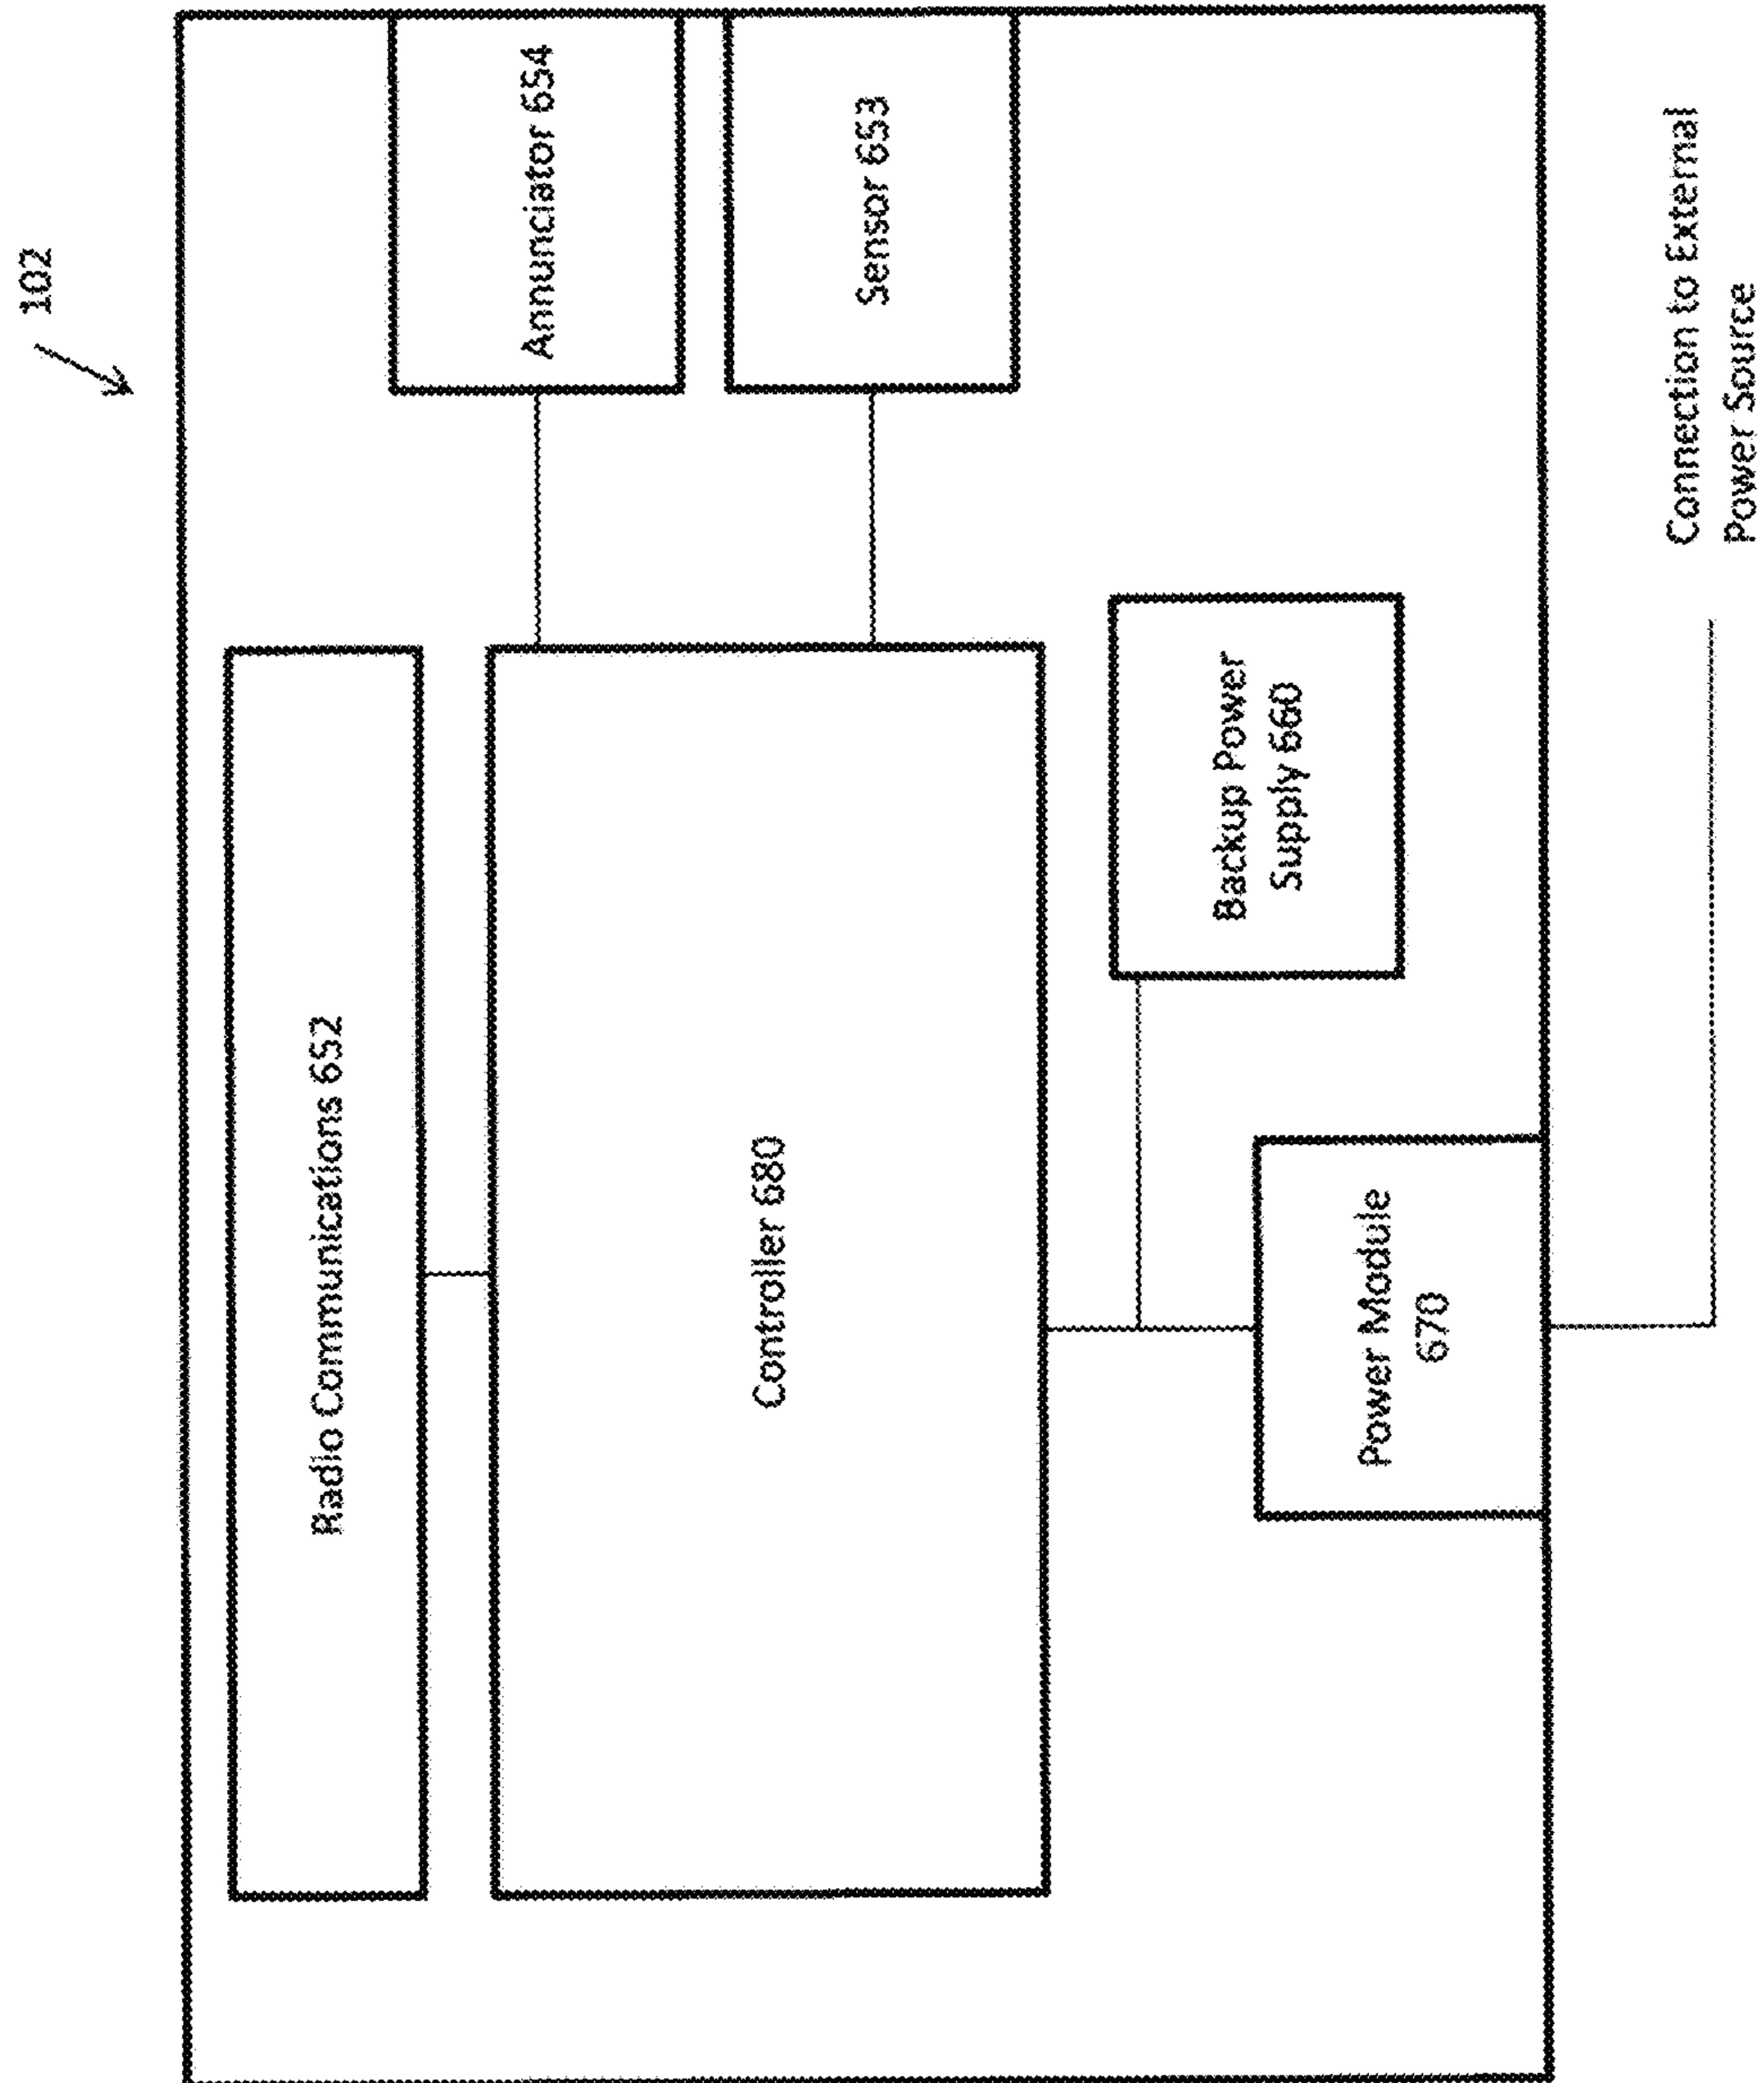 102
Radio Communications 652
Annunciator 654
Controller 680
Sensor 653
Backup Power
Supply 660
Power Module
670
Connection to External
Power Source